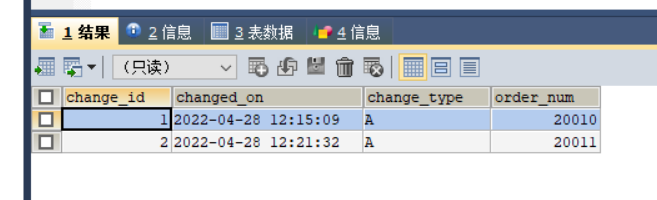 1 结果 2 信息 3 表数据 4 信息
（只读）
change_id changed_on change_type order_num
1 2022-04-28 12:15:09 A 20010
2 2022-04-28 12:21:32 A 20011